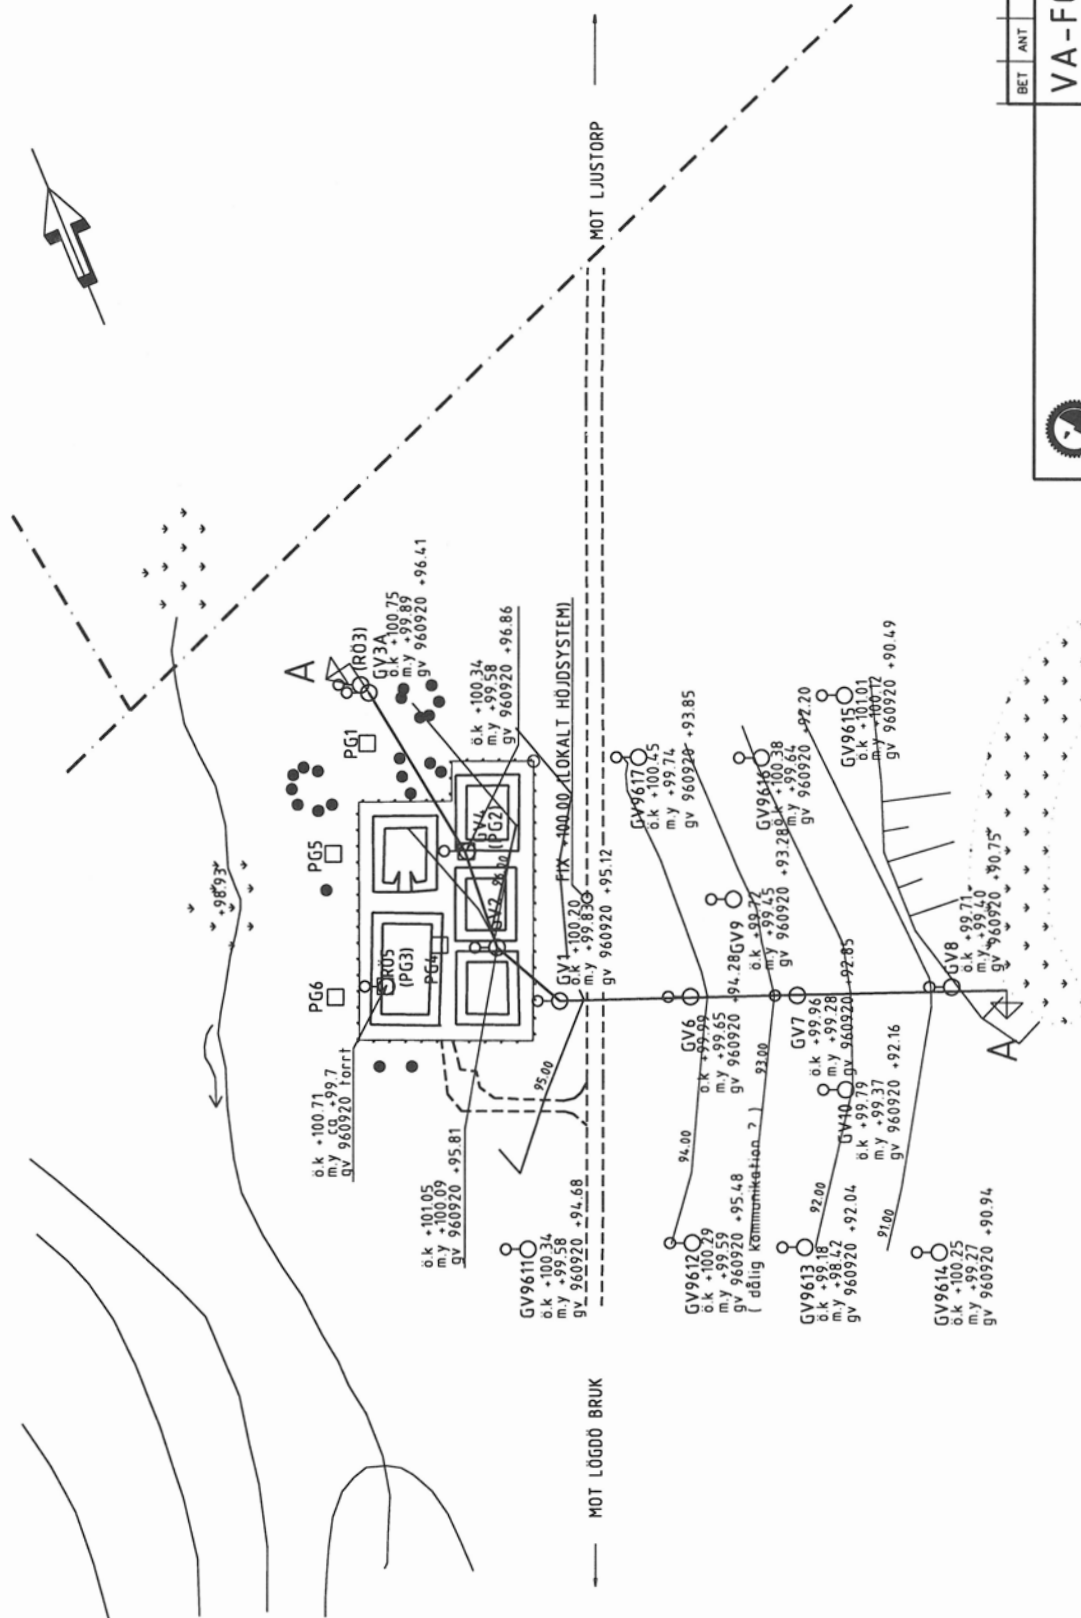 BET ANT
VA-F
MOT LJUSTORP
MOT LÖGDÖ BRUK
A
(RÖ3)
GV3A
ö.k +100.75
m.y +99.89
gv 960920 +96.41
PG1
PG5
PG6
+98.93
ö.k +100.34
m.y +99.58
gv 960920 +96.86
GV4
(PG2)
96.00
GV2
RÖ5
(PG3)
PG4
ö.k +100.71
m.y ca +99.7
gv 960920 torrt
ö.k +101.05
m.y +100.09
gv 960920 +95.81
FIX +100.00 (LOKALT HÖJDSYSTEM)
GV1
ö.k +100.20
m.y +99.83
gv 960920 +95.12
95.00
GV9611
ö.k +100.34
m.y +99.58
gv 960920 +94.68
GV9617
ö.k +100.45
m.y +99.74
gv 960920 +93.85
GV6
ö.k +99.99
m.y +99.65
gv 960920 +94.28
94.00
GV9612
ö.k +100.29
m.y +99.59
gv 960920 +95.48
( dålig kommunikation ? )
GV9
ö.k +99.72
m.y +99.45
gv 960920 +93.28
93.00
GV9616
ö.k +100.38
m.y +99.64
gv 960920 +92.20
GV7
ö.k +99.96
m.y +99.28
gv 960920 +92.85
GV10
ö.k +99.79
m.y +99.37
gv 960920 +92.16
92.00
GV9613
ö.k +99.18
m.y +98.42
gv 960920 +92.04
GV9615
ö.k +101.01
m.y +100.12
gv 960920 +90.49
91.00
GV8
ö.k +99.71
m.y +99.40
gv 960920 +90.75
GV9614
ö.k +100.25
m.y +99.27
gv 960920 +90.94
A